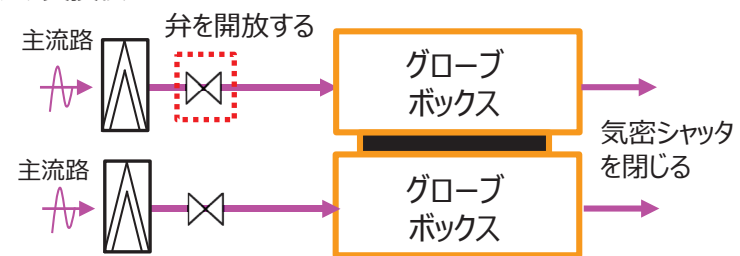 弁を開放する
主流路
グローブ
ボックス
気密シャッタ
を閉じる
主流路
グローブ
ボックス